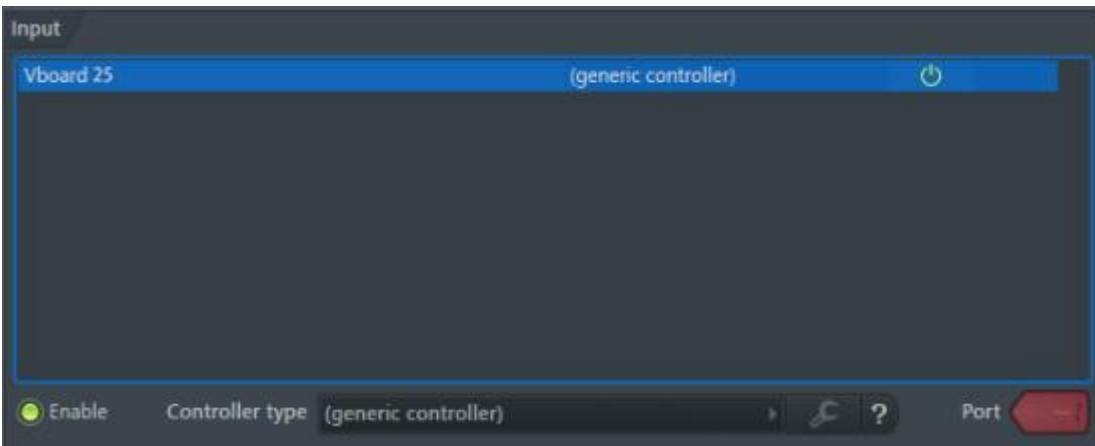 Input
Vboard 25 (generic controller)
Enable Controller type (generic controller) ? Port